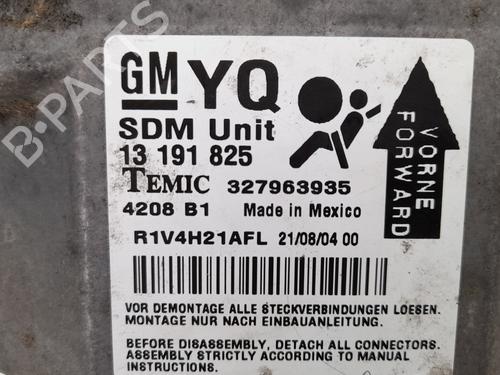 GM YQ
SDM Unit
13 191 825
TEMIC 327963935
4208 B1 Made in Mexico
R1V4H21AFL 21/08/04 00
VORNE
FORWARD
VOR DEMONTAGE ALLE STECKVERBINDUNGEN LOESEN.
MONTAGE NUR NACH EINBAUANLEITUNG.
BEFORE DISASSEMBLY, DETACH ALL CONNECTORS.
ASSEMBLY STRICTLY ACCORDING TO MANUAL
INSTRUCTIONS.
B-PARTS